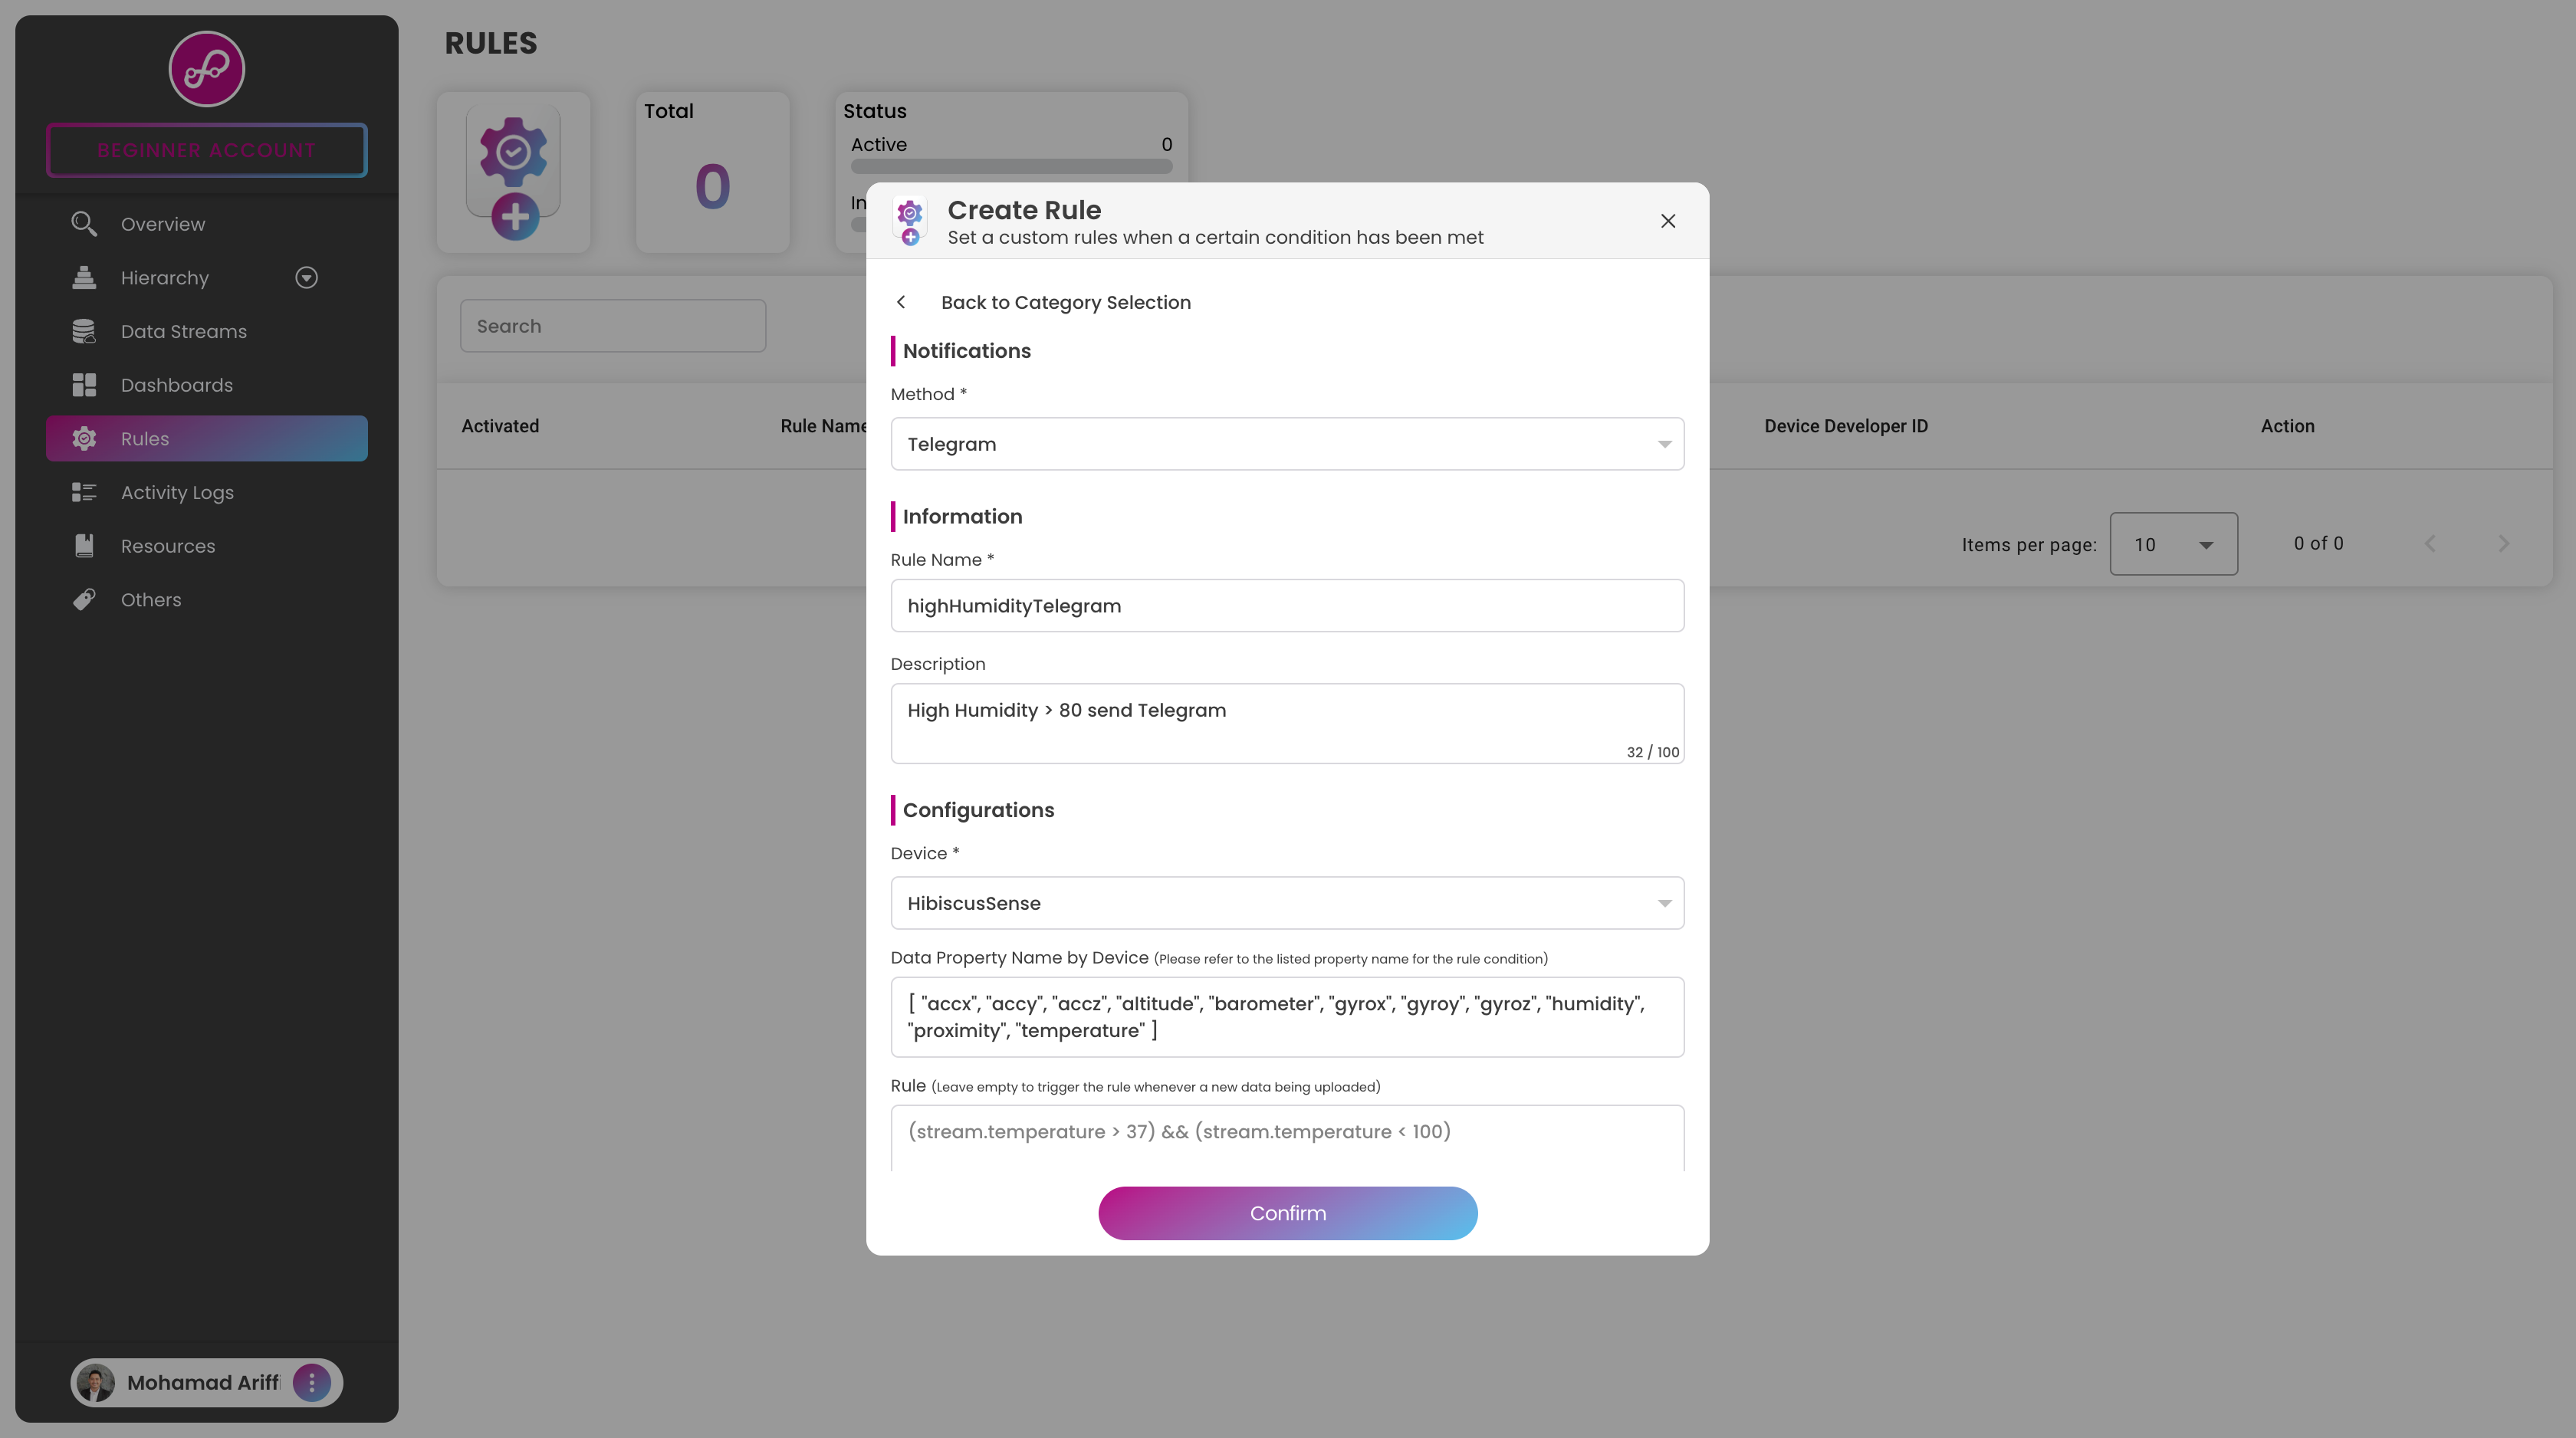 BEGINNER ACCOUNT
Overview
Hierarchy
Data Streams
Dashboards
Rules
Activity Logs
Resources
Others
Mohamad Ariffi
RULES
Total
0
Status
Active 0
In
Search
Activated Rule Name Device Developer ID Action
Items per page: 10 0 of 0
Create Rule
Set a custom rules when a certain condition has been met
Back to Category Selection
Notifications
Method *
Telegram
Information
Rule Name *
highHumidityTelegram
Description
High Humidity > 80 send Telegram
32 / 100
Configurations
Device *
HibiscusSense
Data Property Name by Device (Please refer to the listed property name for the rule condition)
[ "accx", "accy", "accz", "altitude", "barometer", "gyrox", "gyroy", "gyroz", "humidity",
"proximity", "temperature" ]
Rule (Leave empty to trigger the rule whenever a new data being uploaded)
(stream.temperature > 37) && (stream.temperature < 100)
Confirm